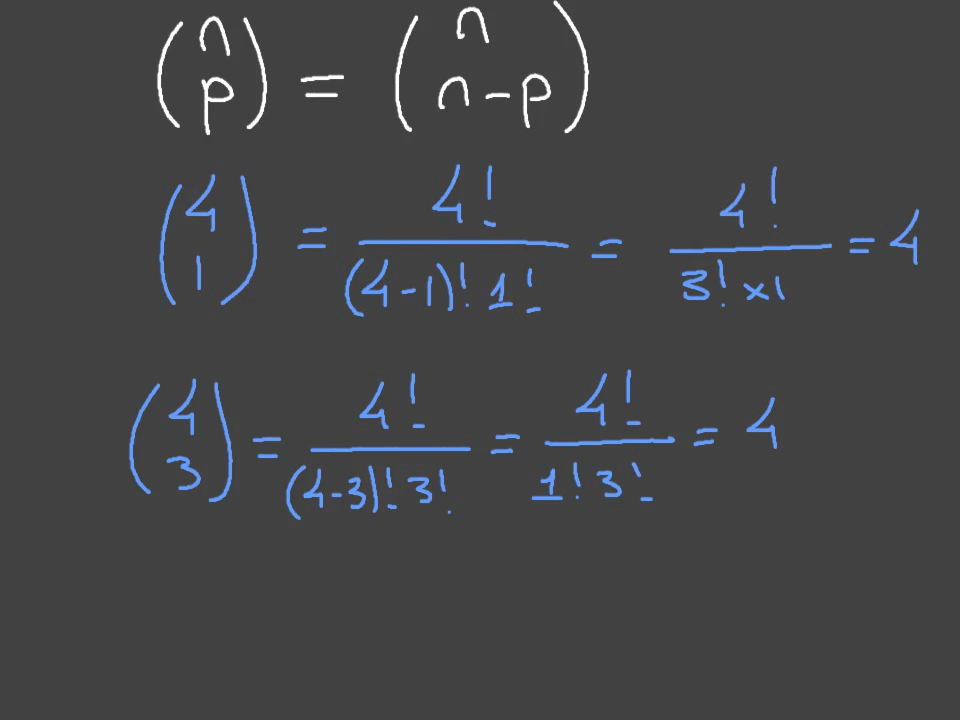 (n p) = (n n-p)
(4 1) = 4! / (4-1)! 1! = 4! / 3! x1 = 4
(4 3) = 4! / (4-3)! 3! = 4! / 1! 3! = 4